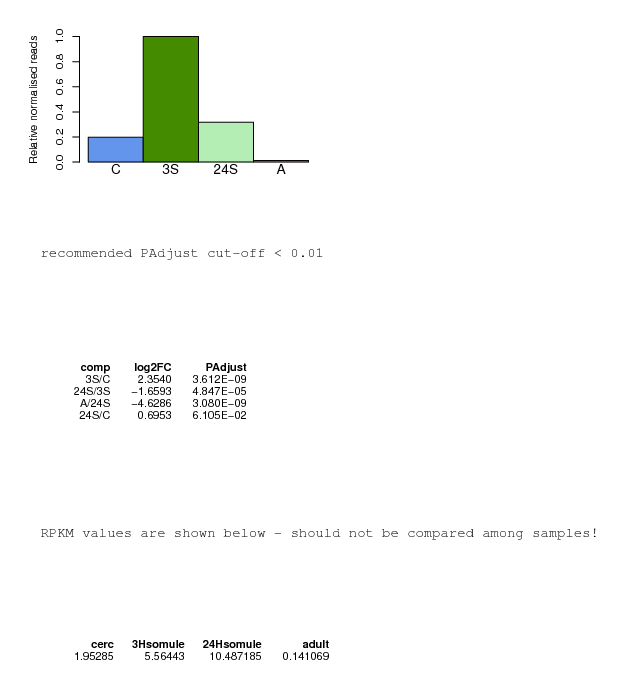 Relative normalised reads
1.0
0.8
0.6
0.4
0.2
0.0
C 3S 24S A
recommended PAdjust cut-off < 0.01
comp log2FC PAdjust
3S/C 2.3540 3.612E−09
24S/3S −1.6593 4.847E−05
A/24S −4.6286 3.080E−09
24S/C 0.6953 6.105E−02
RPKM values are shown below - should not be compared among samples!
cerc 3Hsomule 24Hsomule adult
1.95285 5.56443 10.487185 0.141069